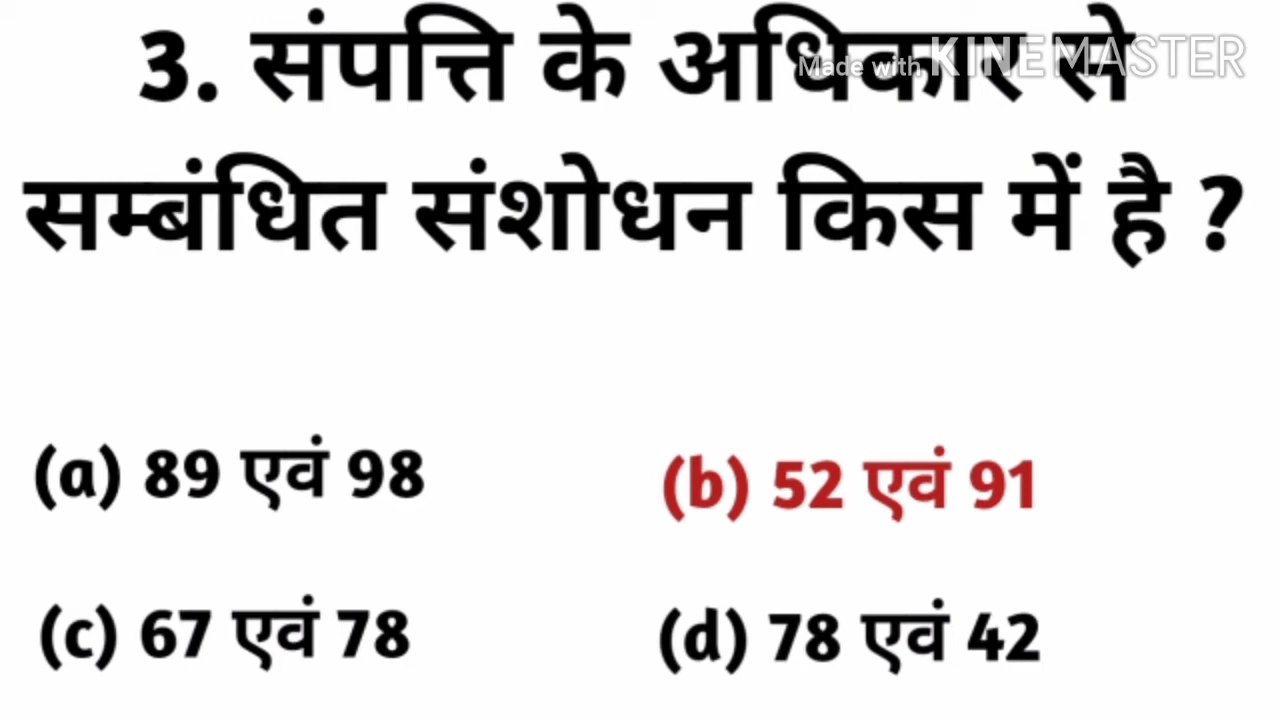 3. संपत्ति के अधिकार से
Made with KINEMASTER
सम्बंधित संशोधन किस में है ?
(a) 89 एवं 98
(b) 52 एवं 91
(c) 67 एवं 78
(d) 78 एवं 42